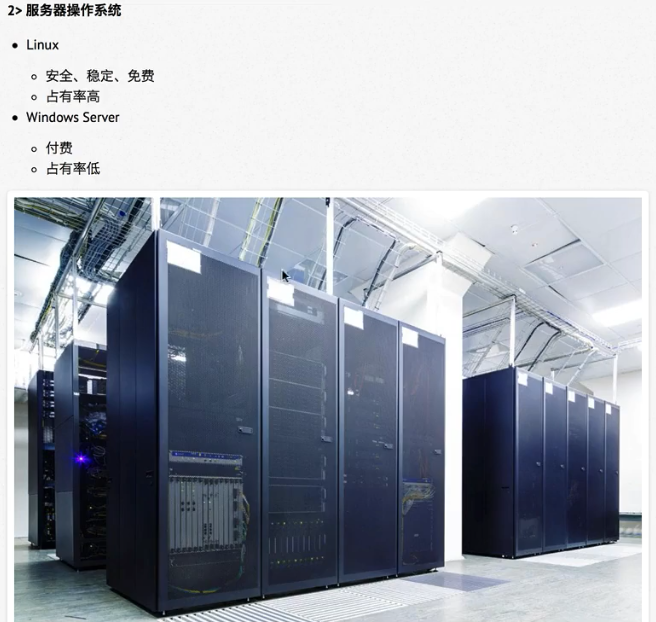 2> 服务器操作系统
Linux
安全、稳定、免费
占有率高
Windows Server
付费
占有率低